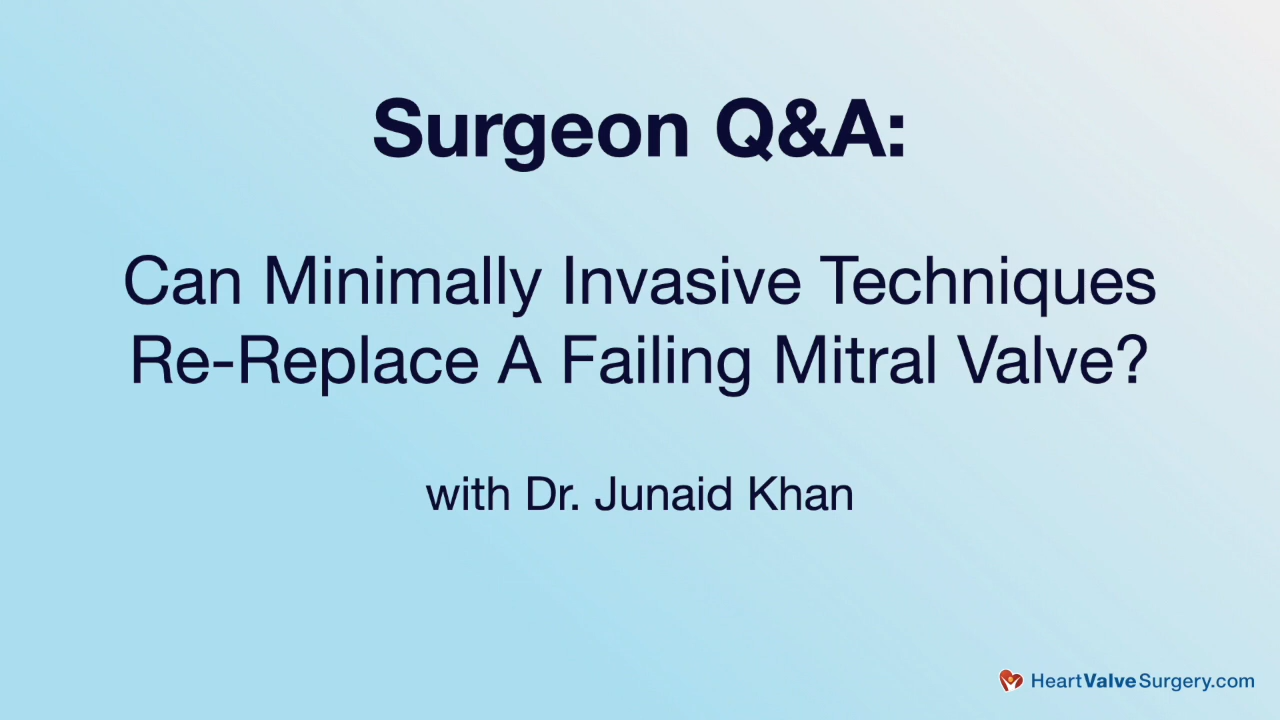 Surgeon Q&A:
Can Minimally Invasive Techniques
Re-Replace A Failing Mitral Valve?
with Dr. Junaid Khan
HeartValveSurgery.com